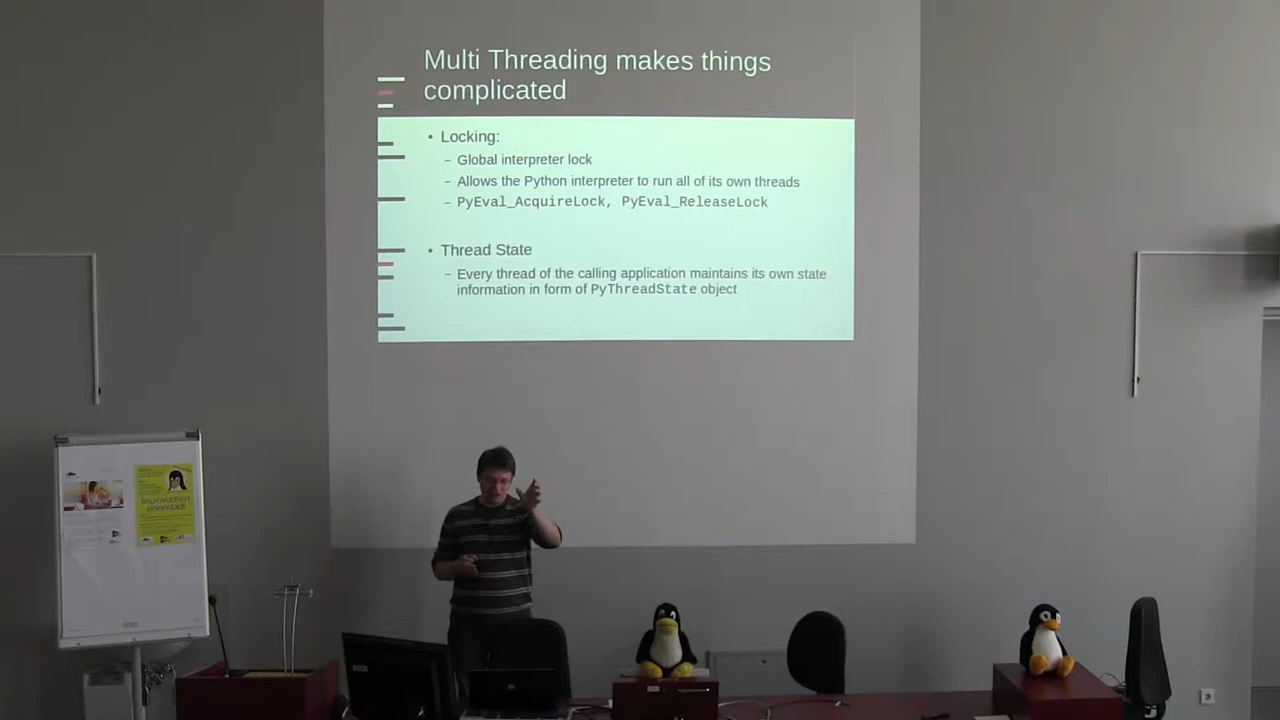 Multi Threading makes things
complicated
• Locking:
– Global interpreter lock
– Allows the Python interpreter to run all of its own threads
– PyEval_AcquireLock, PyEval_ReleaseLock
• Thread State
– Every thread of the calling application maintains its own state
information in form of PyThreadState object
linuxwochen
eisenstadt